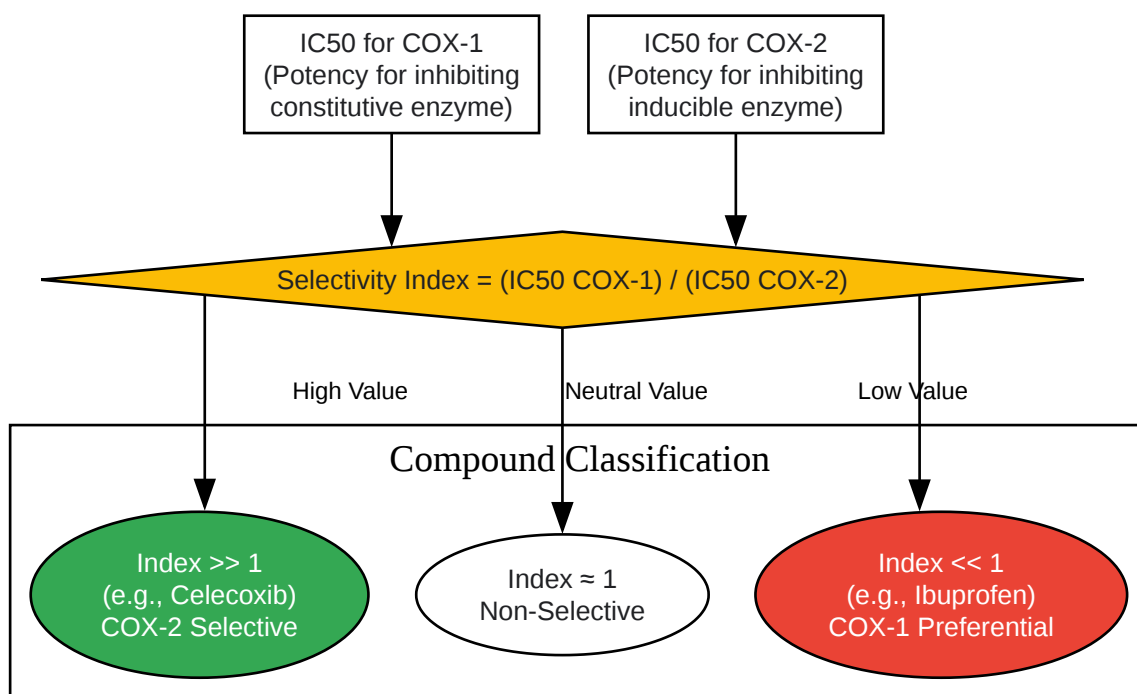 IC50 for COX-1
(Potency for inhibiting
constitutive enzyme)
IC50 for COX-2
(Potency for inhibiting
inducible enzyme)
Selectivity Index = (IC50 COX-1) / (IC50 COX-2)
High Value
Neutral Value
Low Value
Compound Classification
Index >> 1
(e.g., Celecoxib)
COX-2 Selective
Index ≈ 1
Non-Selective
Index << 1
(e.g., Ibuprofen)
COX-1 Preferential